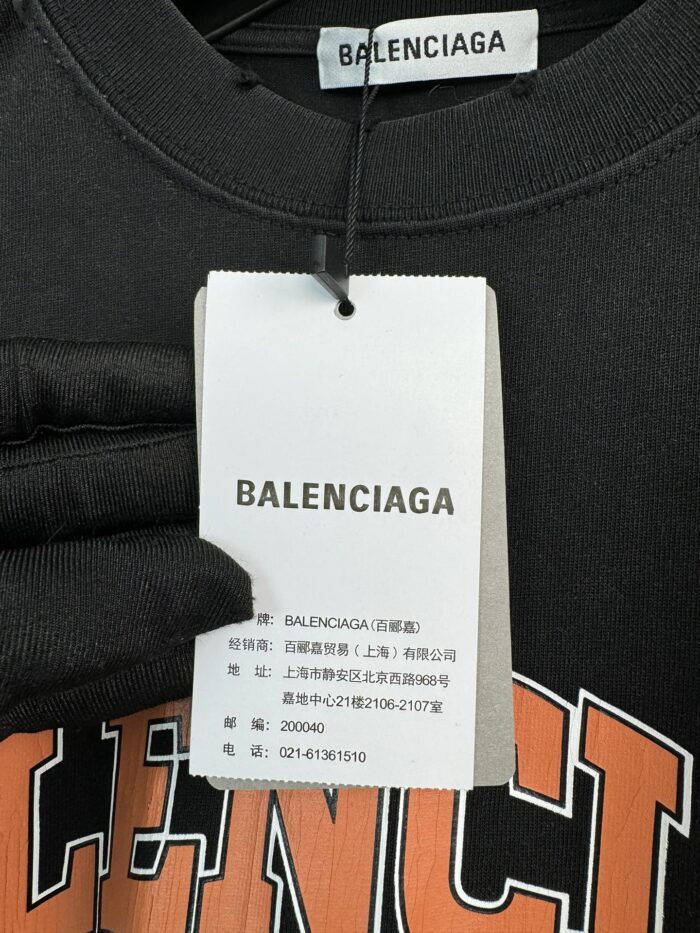 BALENCIAGA
BALENCIAGA
牌： BALENCIAGA（百郦嘉）
经销商： 百郦嘉贸易（上海）有限公司
地 址： 上海市静安区北京西路968号
嘉地中心21楼2106-2107室
邮 编： 200040
电 话： 021-61361510
LENCI